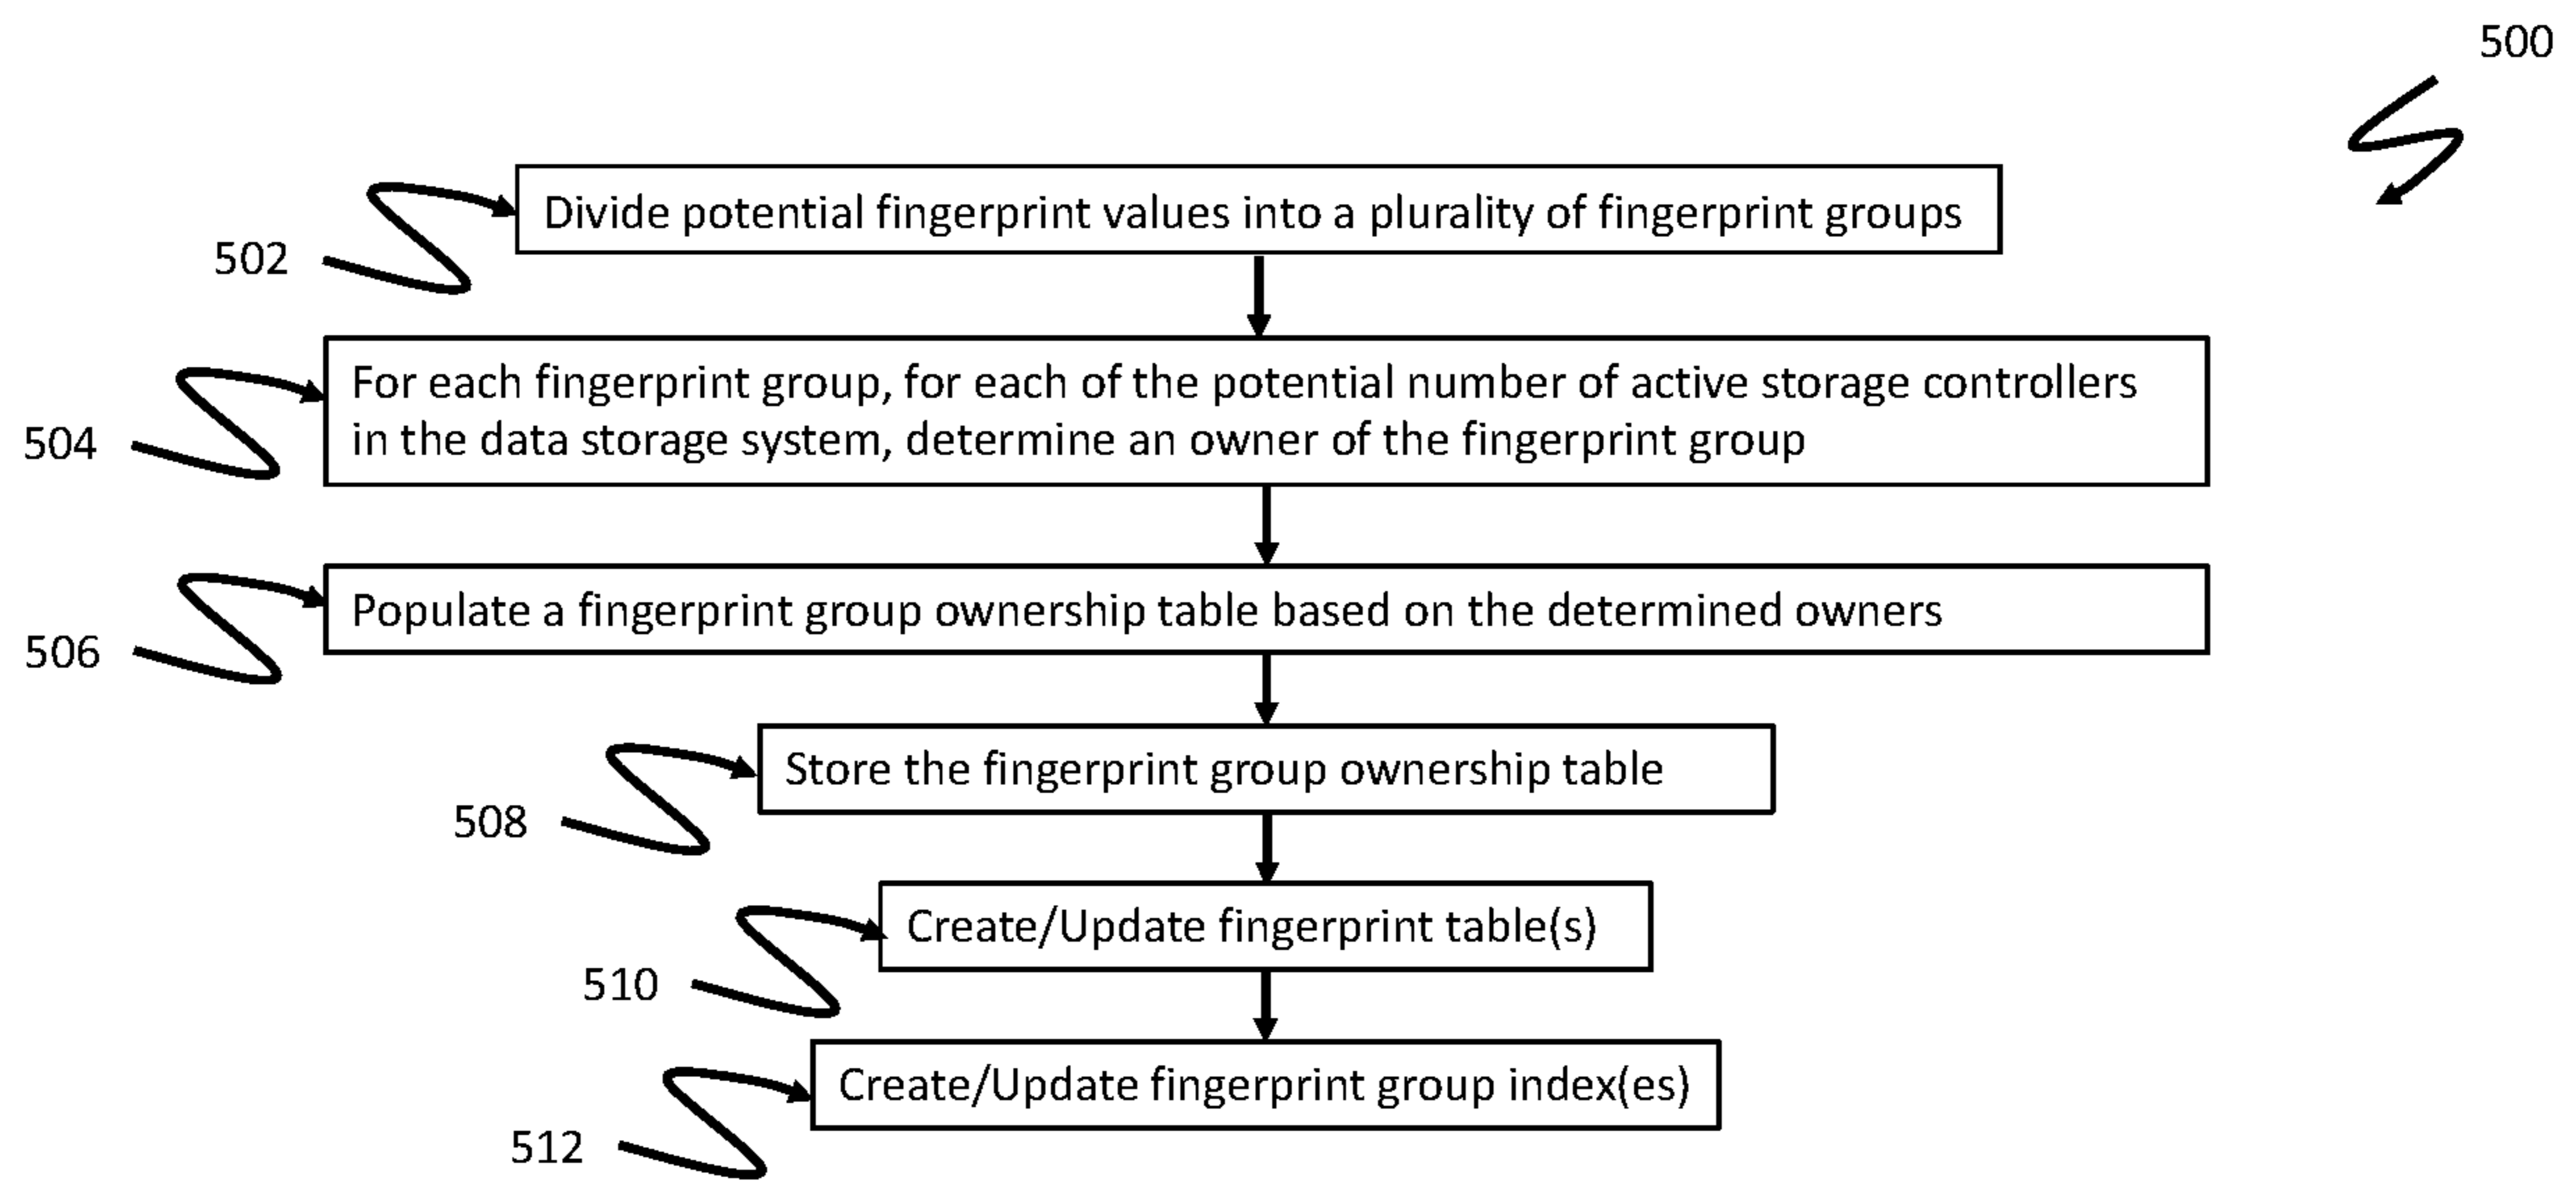 500
Divide potential fingerprint values into a plurality of fingerprint groups
502
For each fingerprint group, for each of the potential number of active storage controllers
in the data storage system, determine an owner of the fingerprint group
504
Populate a fingerprint group ownership table based on the determined owners
506
Store the fingerprint group ownership table
508
Create/Update fingerprint table(s)
510
Create/Update fingerprint group index(es)
512